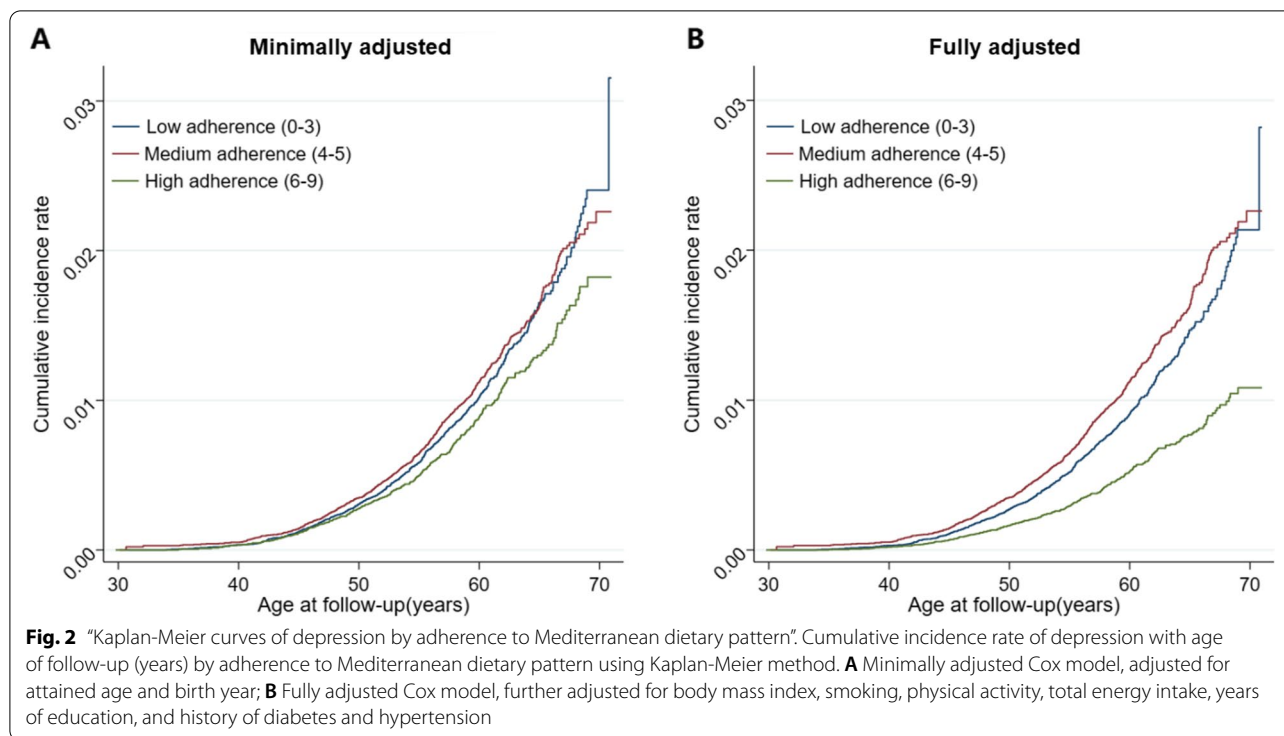 A
Minimally adjusted
Cumulative incidence rate
0.03
0.02
0.01
0.00
Low adherence (0-3)
Medium adherence (4-5)
High adherence (6-9)
30 40 50 60 70
Age at follow-up(years)
B
Fully adjusted
Cumulative incidence rate
0.03
0.02
0.01
0.00
Low adherence (0-3)
Medium adherence (4-5)
High adherence (6-9)
30 40 50 60 70
Age at follow-up(years)
Fig. 2 “Kaplan-Meier curves of depression by adherence to Mediterranean dietary pattern”. Cumulative incidence rate of depression with age
of follow-up (years) by adherence to Mediterranean dietary pattern using Kaplan-Meier method. A Minimally adjusted Cox model, adjusted for
attained age and birth year; B Fully adjusted Cox model, further adjusted for body mass index, smoking, physical activity, total energy intake, years
of education, and history of diabetes and hypertension